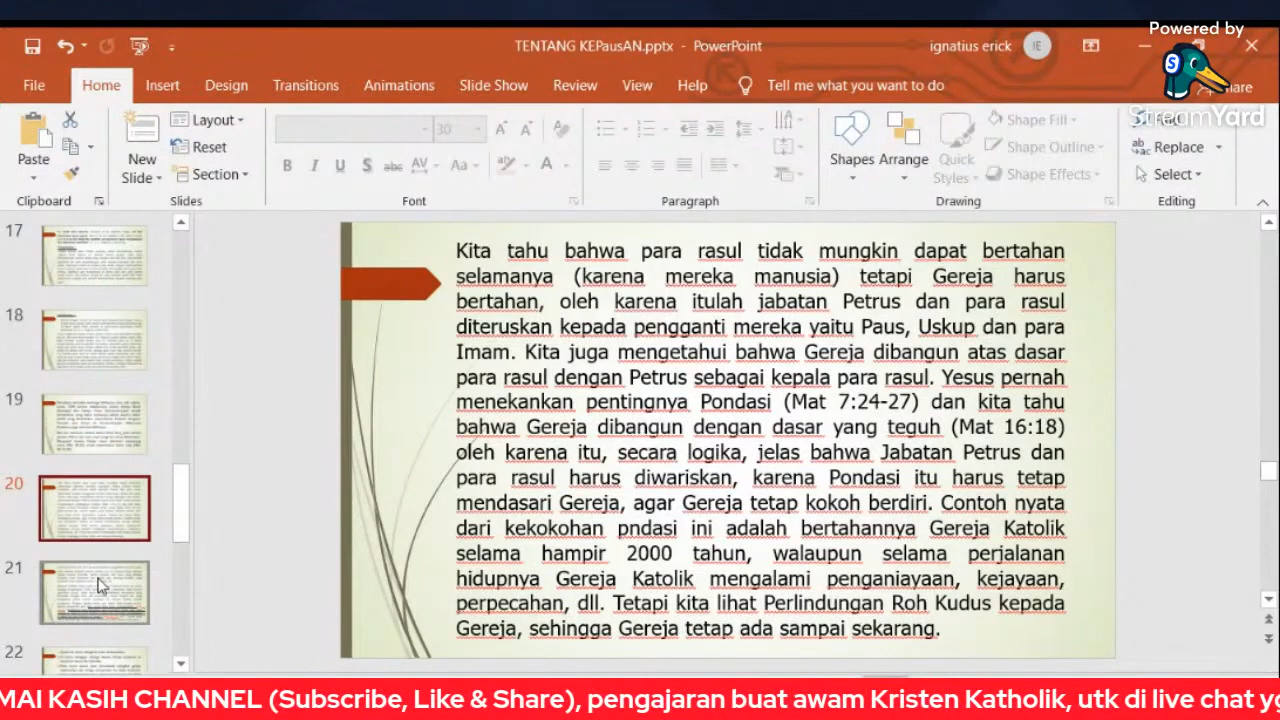 Powered by
StreamYard
TENTANG KEPausAN.pptx - PowerPoint
ignatius erick
IE
File Home Insert Design Transitions Animations Slide Show Review View Help Tell me what you want to do
Paste
Clipboard
New Slide
Layout
Reset
Section
Slides
30
Font
Paragraph
Shapes Arrange Quick Styles
Shape Fill
Shape Outline
Shape Effects
Drawing
Replace
Select
Editing
17
18
19
20
21
22
Kita tahu bahwa para rasul tidak mungkin dapat bertahan
selamanya (karena mereka manusia) tetapi Gereja harus
bertahan, oleh karena itulah jabatan Petrus dan para rasul
diteruskan kepada pengganti mereka yaitu Paus, Uskup dan para
Imam. Kita juga mengetahui bahwa Gereja dibangun atas dasar
para rasul dengan Petrus sebagai kepala para rasul. Yesus pernah
menekankan pentingnya Pondasi (Mat 7:24-27) dan kita tahu
bahwa Gereja dibangun dengan dasar yang teguh (Mat 16:18)
oleh karena itu, secara logika, jelas bahwa Jabatan Petrus dan
para rasul harus diwariskan, karena Pondasi itu harus tetap
mendasari Gereja, agar Gereja tetap kokoh berdiri. Contoh nyata
dari kekokohan pndasi ini adalah bertahannya Gereja Katolik
selama hampir 2000 tahun, walaupun selama perjalanan
hidupnya Gereja Katolik mengalami penganiayaan, kejayaan,
perpecahan, dll. Tetapi kita lihat Penlindungan Roh Kudus kepada
Gereja, sehingga Gereja tetap ada sampai sekarang.
MAI KASIH CHANNEL (Subscribe, Like & Share), pengajaran buat awam Kristen Katholik, utk di live chat yg